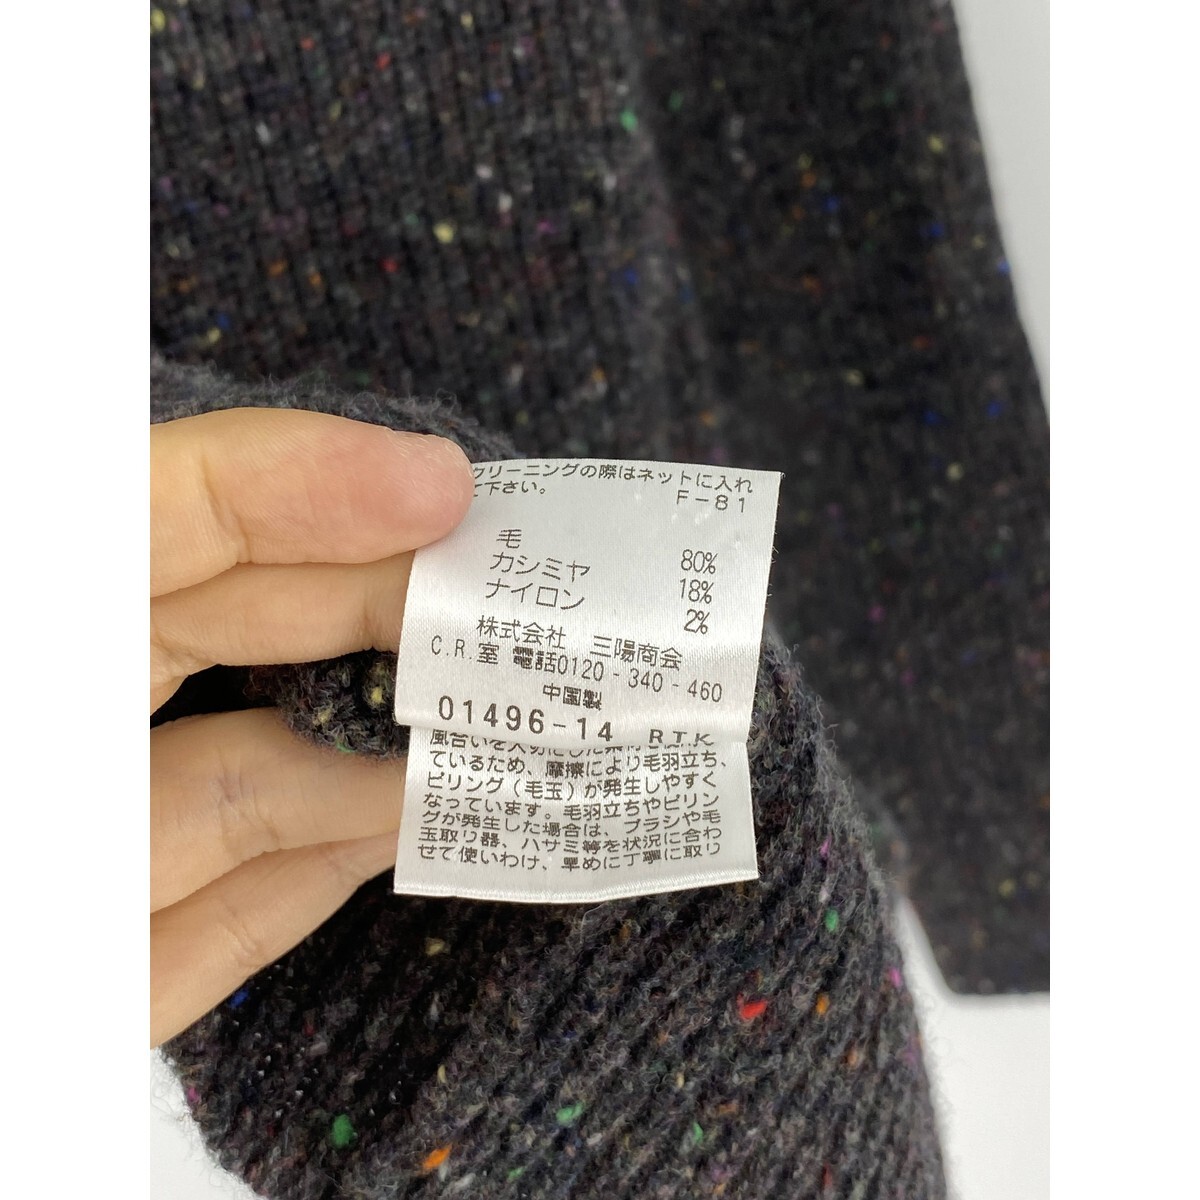 クリーニングの際はネットに入れ
て下さい。 F-81
毛 80%
カシミヤ 18%
ナイロン 2%
株式会社 三陽商会
C.R.室 電話0120-340-460
中国製
01496-14 R.T.K
風合いを大切にした素材を使用し
ているため、摩擦により毛羽立ち、
ピリング(毛玉)が発生しやすく
なっています。毛羽立ちやピリン
グが発生した場合は、ブラシや毛
玉取り器、ハサミ等を状況に合わ
せて使いわけ、早めに丁寧に取り